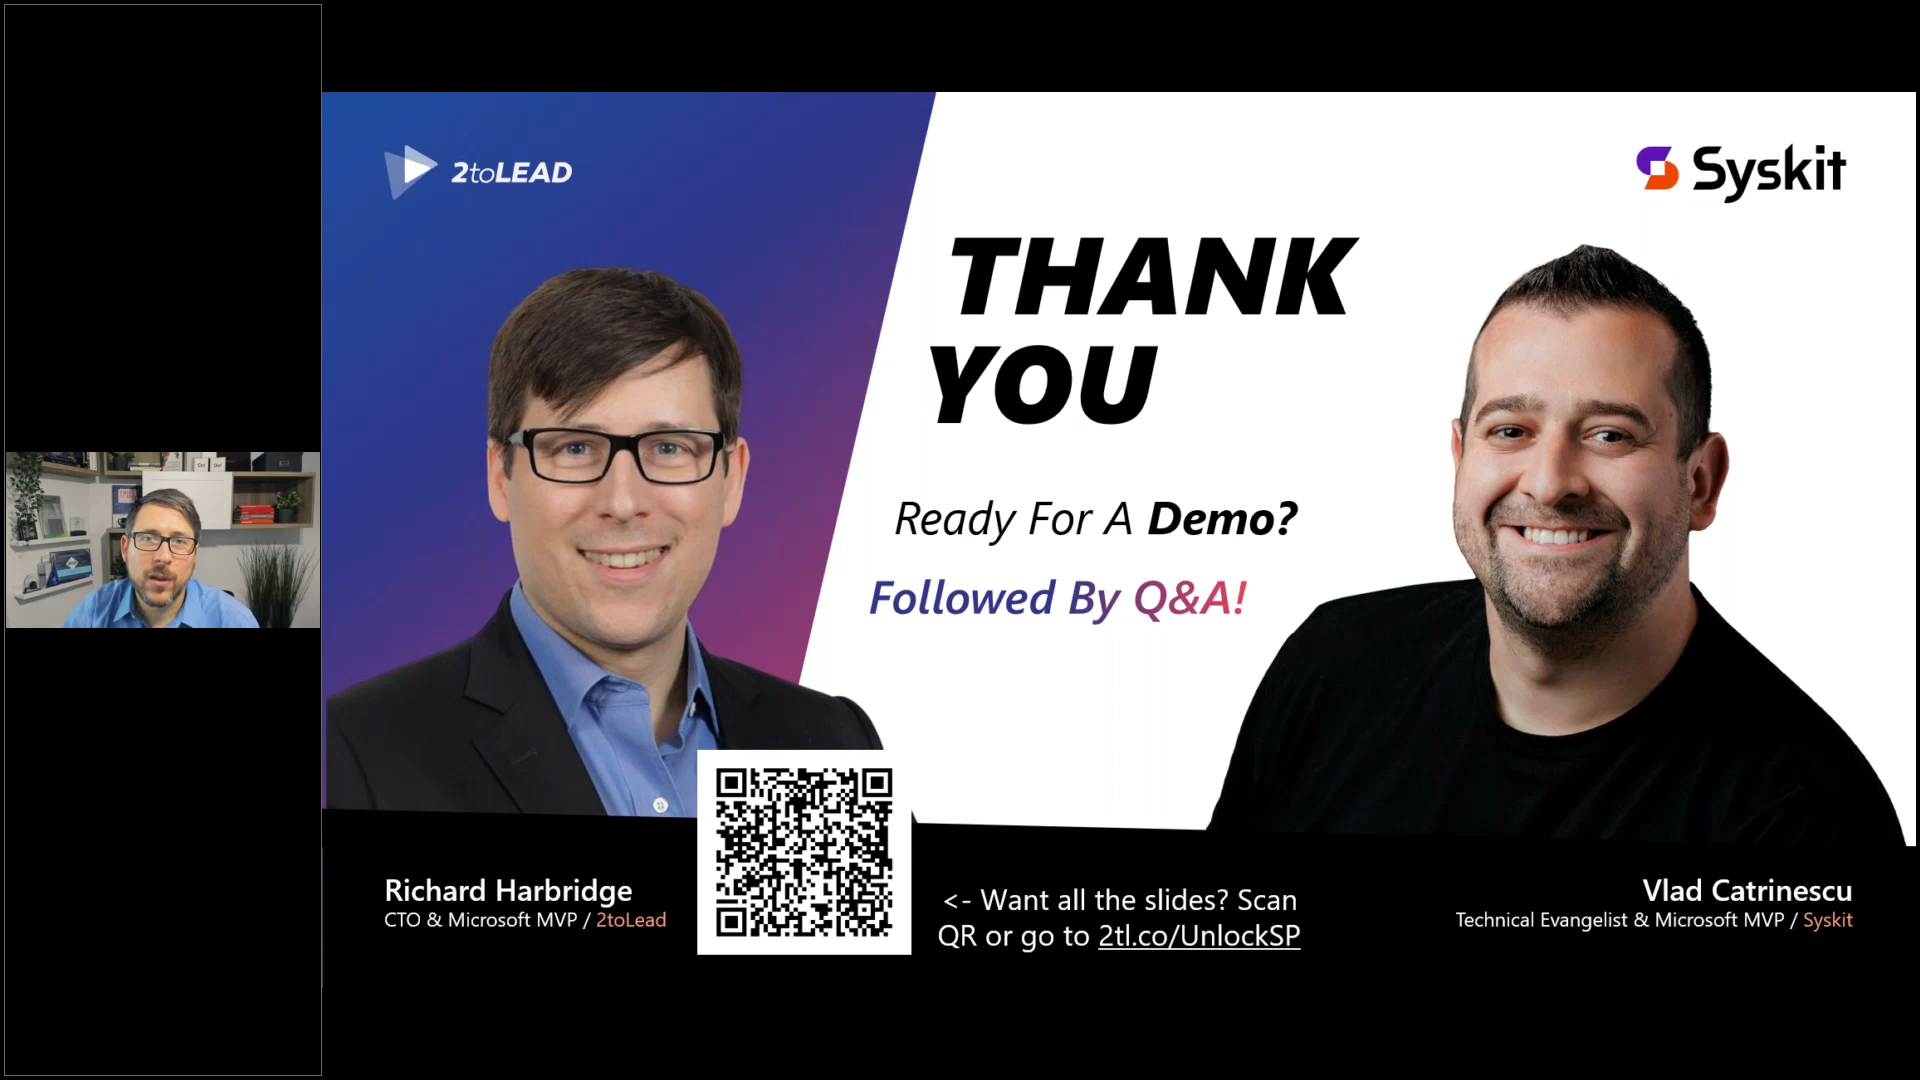 2toLEAD
Syskit
THANK
YOU
Ready For A Demo?
Followed By Q&A!
Richard Harbridge
CTO & Microsoft MVP / 2toLead
<- Want all the slides? Scan
QR or go to 2tl.co/UnlockSP
Vlad Catrinescu
Technical Evangelist & Microsoft MVP / Syskit